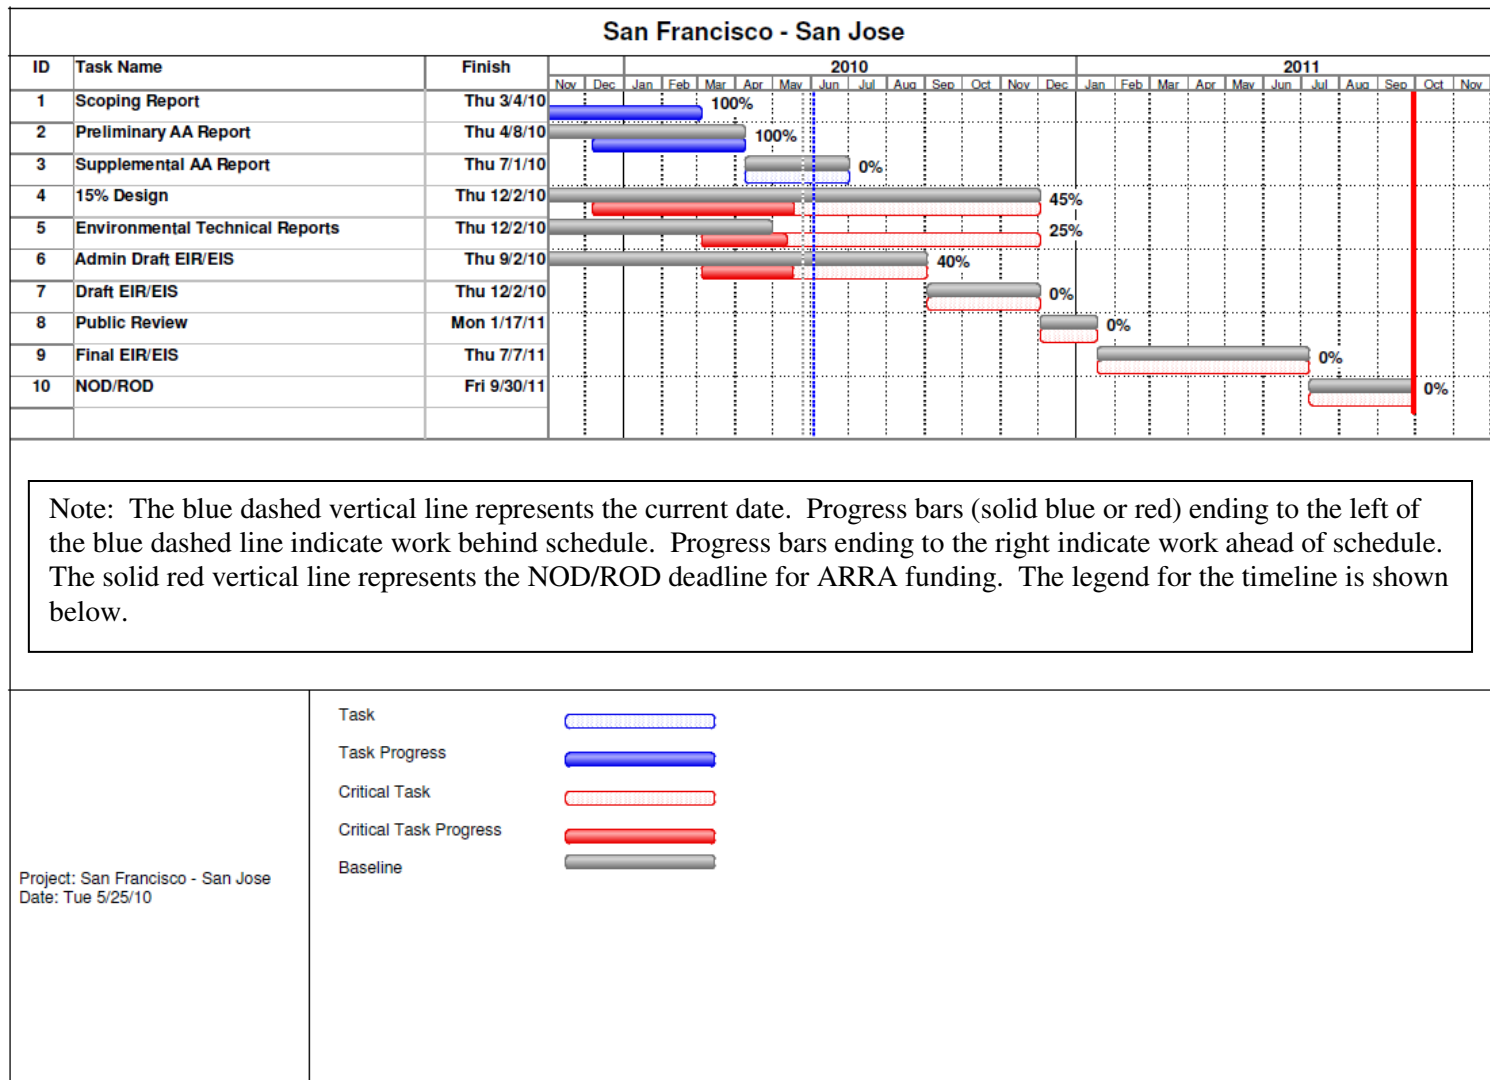 San Francisco - San Jose
ID Task Name Finish 2010 2011
Nov Dec Jan Feb Mar Apr May Jun Jul Aug Sep Oct Nov Dec Jan Feb Mar Apr May Jun Jul Aug Sep Oct Nov
1 Scoping Report Thu 3/4/10 100%
2 Preliminary AA Report Thu 4/8/10 100%
3 Supplemental AA Report Thu 7/1/10 0%
4 15% Design Thu 12/2/10 45%
5 Environmental Technical Reports Thu 12/2/10 25%
6 Admin Draft EIR/EIS Thu 9/2/10 40%
7 Draft EIR/EIS Thu 12/2/10 0%
8 Public Review Mon 1/17/11 0%
9 Final EIR/EIS Thu 7/7/11 0%
10 NOD/ROD Fri 9/30/11 0%
Note: The blue dashed vertical line represents the current date. Progress bars (solid blue or red) ending to the left of
the blue dashed line indicate work behind schedule. Progress bars ending to the right indicate work ahead of schedule.
The solid red vertical line represents the NOD/ROD deadline for ARRA funding. The legend for the timeline is shown
below.
Task
Task Progress
Critical Task
Critical Task Progress
Baseline
Project: San Francisco - San Jose
Date: Tue 5/25/10